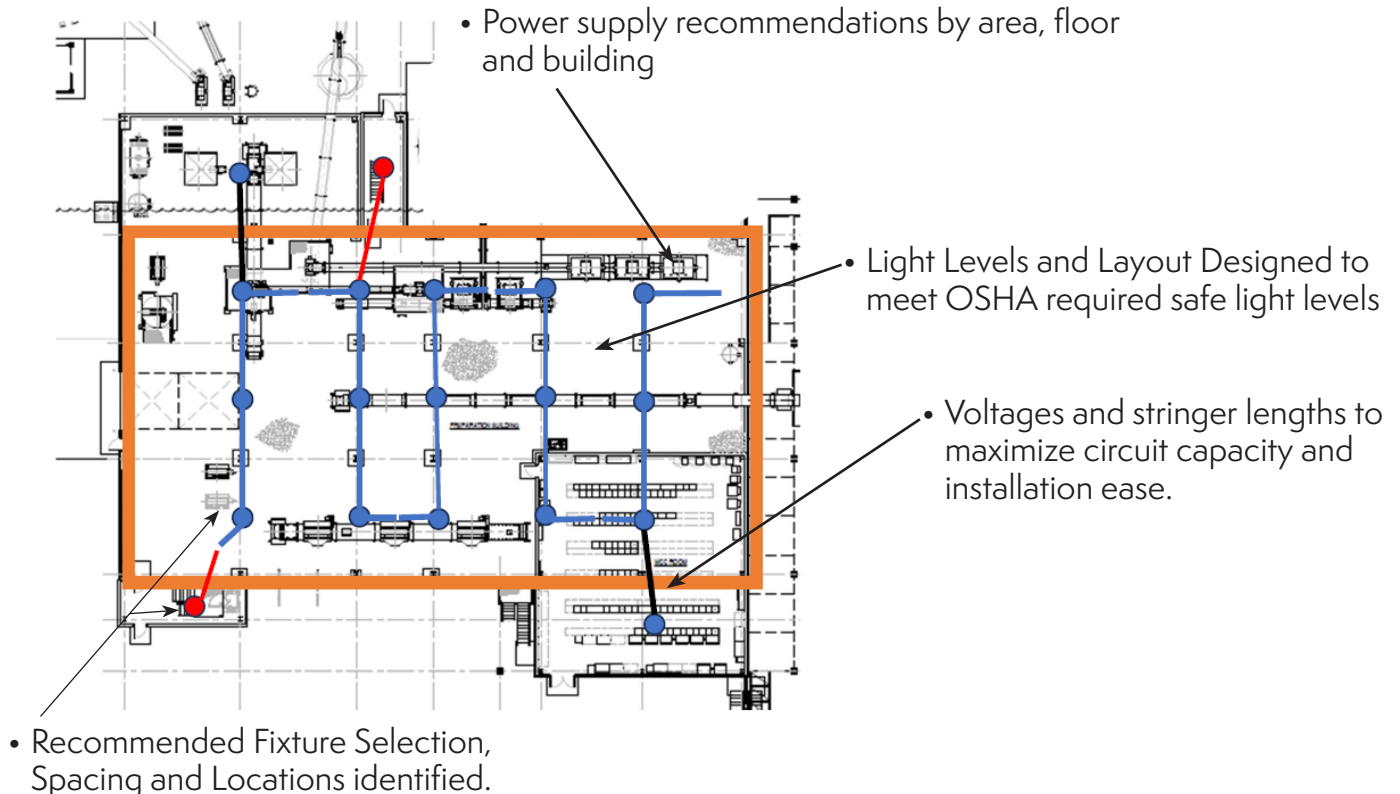 • Power supply recommendations by area, floor
and building
• Light Levels and Layout Designed to
meet OSHA required safe light levels
• Voltages and stringer lengths to
maximize circuit capacity and
installation ease.
PREPARATION BUILDING
• Recommended Fixture Selection,
Spacing and Locations identified.